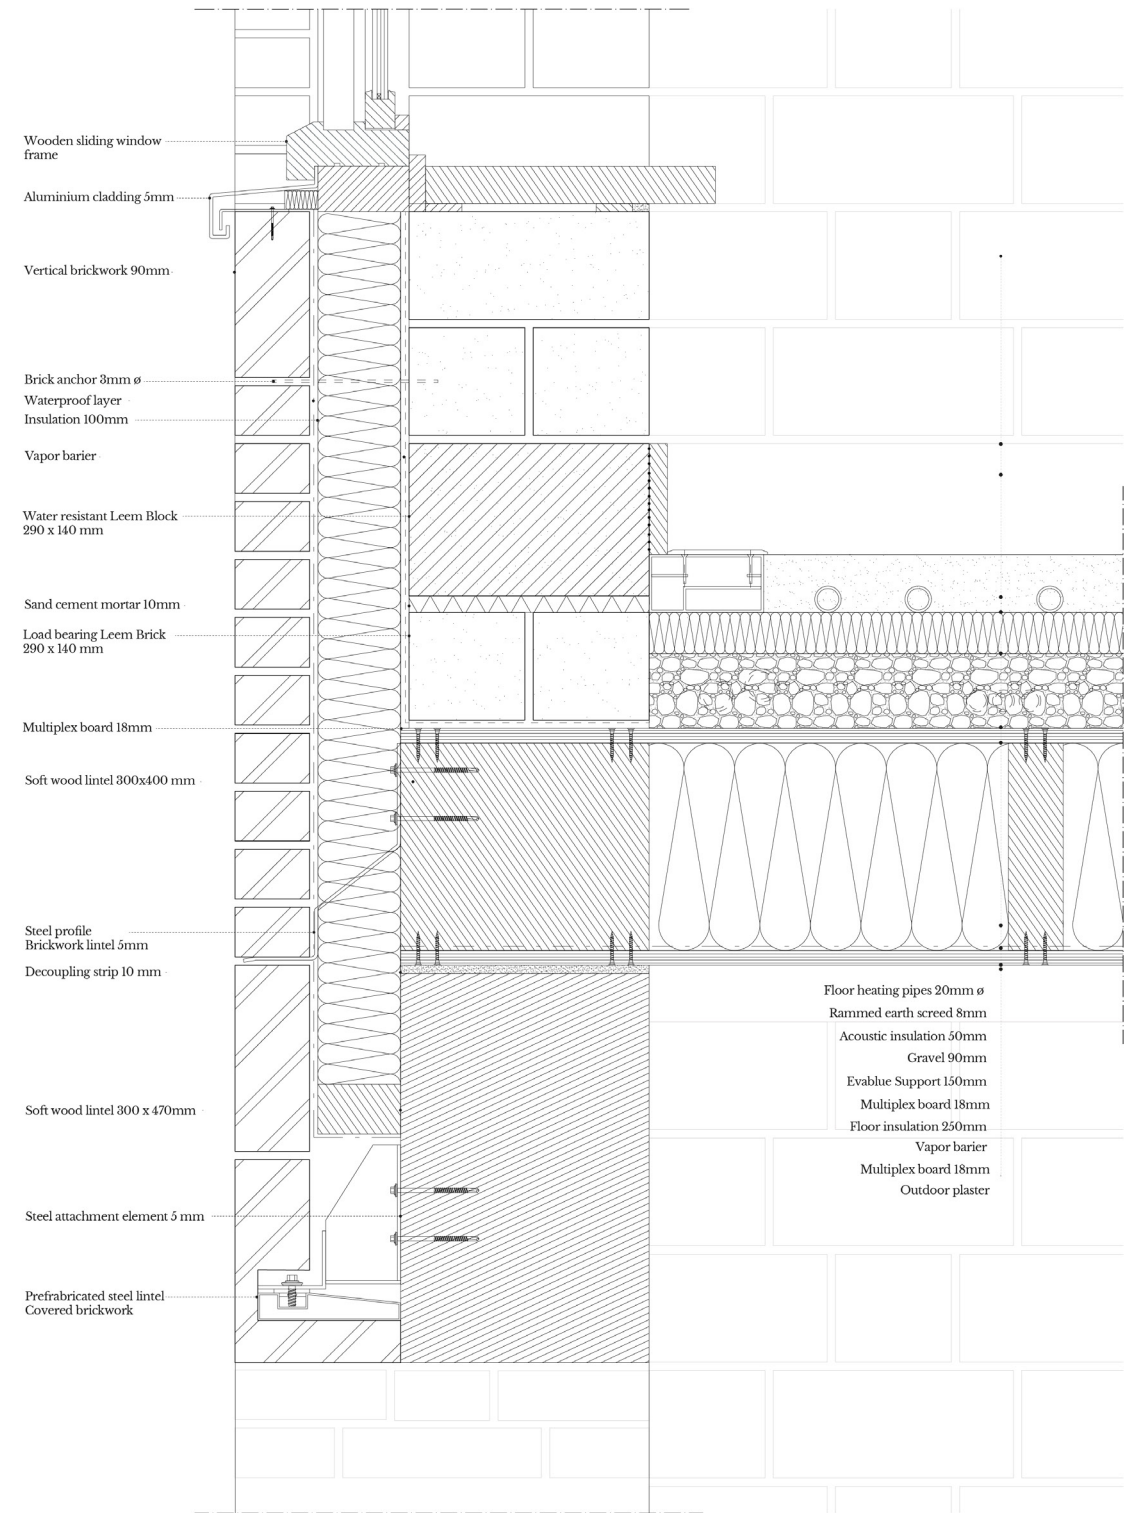 Wooden sliding window
frame
Aluminium cladding 5mm
Vertical brickwork 90mm
Brick anchor 3mm ø
Waterproof layer
Insulation 100mm
Vapor barier
Water resistant Leem Block
290 x 140 mm
Sand cement mortar 10mm
Load bearing Leem Brick
290 x 140 mm
Multiplex board 18mm
Soft wood lintel 300x400 mm
Steel profile
Brickwork lintel 5mm
Decoupling strip 10 mm
Soft wood lintel 300 x 470mm
Steel attachment element 5 mm
Prefrabricated steel lintel
Covered brickwork
Floor heating pipes 20mm ø
Rammed earth screed 8mm
Acoustic insulation 50mm
Gravel 90mm
Evablue Support 150mm
Multiplex board 18mm
Floor insulation 250mm
Vapor barier
Multiplex board 18mm
Outdoor plaster